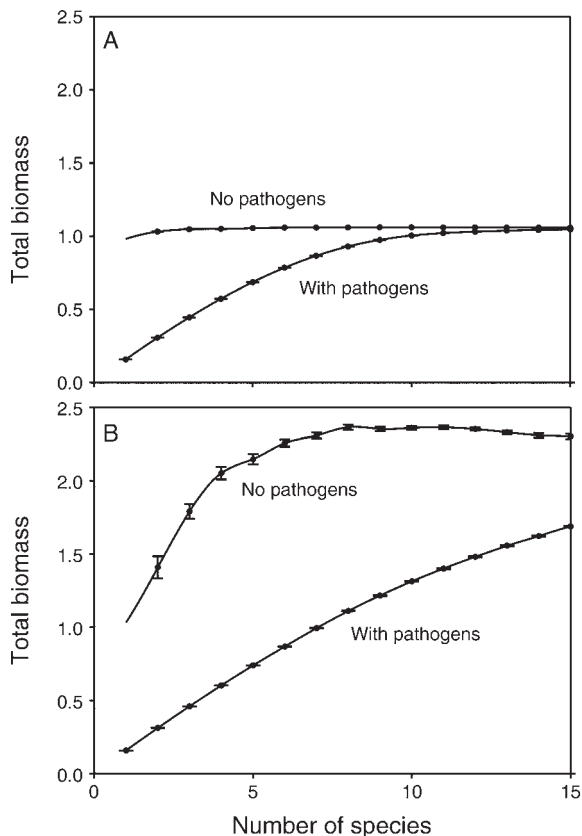 A
2.5
2.0
1.5
1.0
0.5
0.0
Total biomass
No pathogens
With pathogens
B
2.5
2.0
1.5
1.0
0.5
0.0
Total biomass
No pathogens
With pathogens
0
5
10
15
Number of species